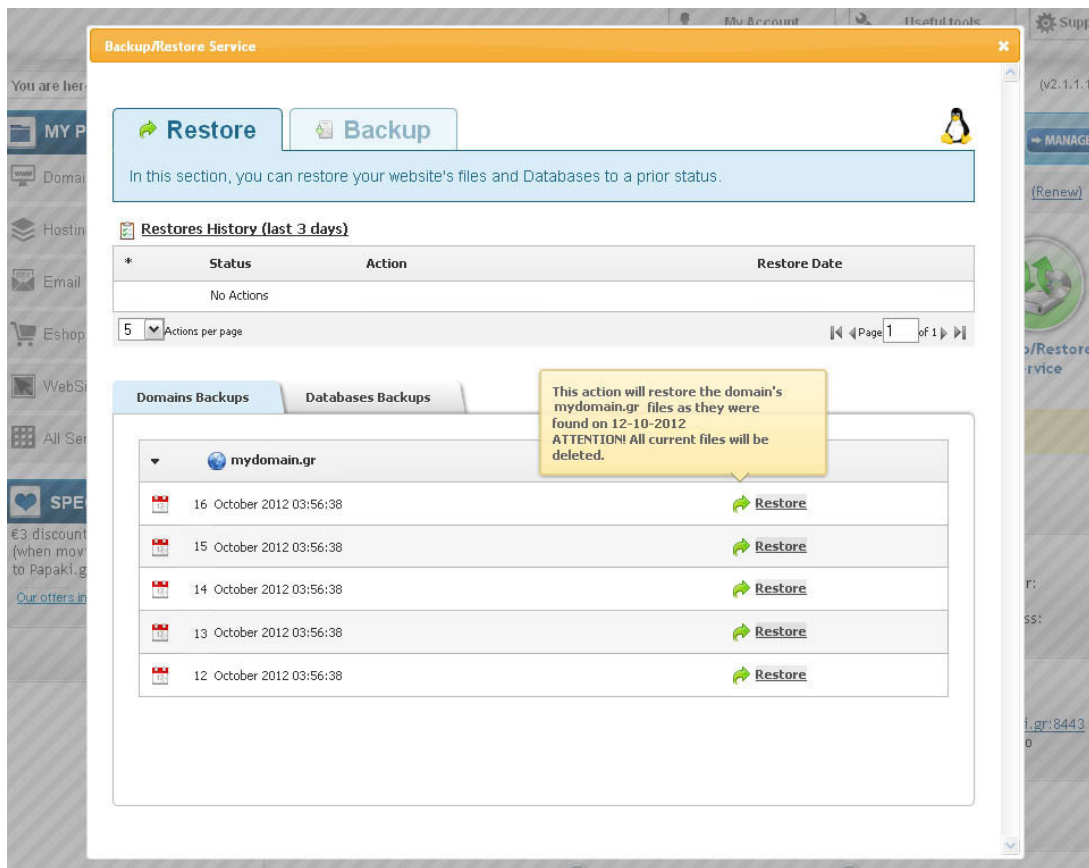 My Account
Useful tools
Backup/Restore Service
You are
(v2.1.1.1
MY
Restore
Backup
MANAGE
In this section, you can restore your website's files and Databases to a prior status.
(Renew)
Restores History (last 3 days)
* Status Action Restore Date
No Actions
Email
5 Actions per page
Page 1 of 1
Eshop
/Restore
Domains Backups
Databases Backups
This action will restore the domain's
mydomain.gr files as they were
found on 12-10-2012
ATTENTION! All current files will be
deleted.
All
mydomain.gr
16 October 2012 03:56:38 Restore
€3 discount
15 October 2012 03:56:38 Restore
(when
to Papaki.g
14 October 2012 03:56:38 Restore
Our offers in
13 October 2012 03:56:38 Restore
12 October 2012 03:56:38 Restore
i.gr:8443